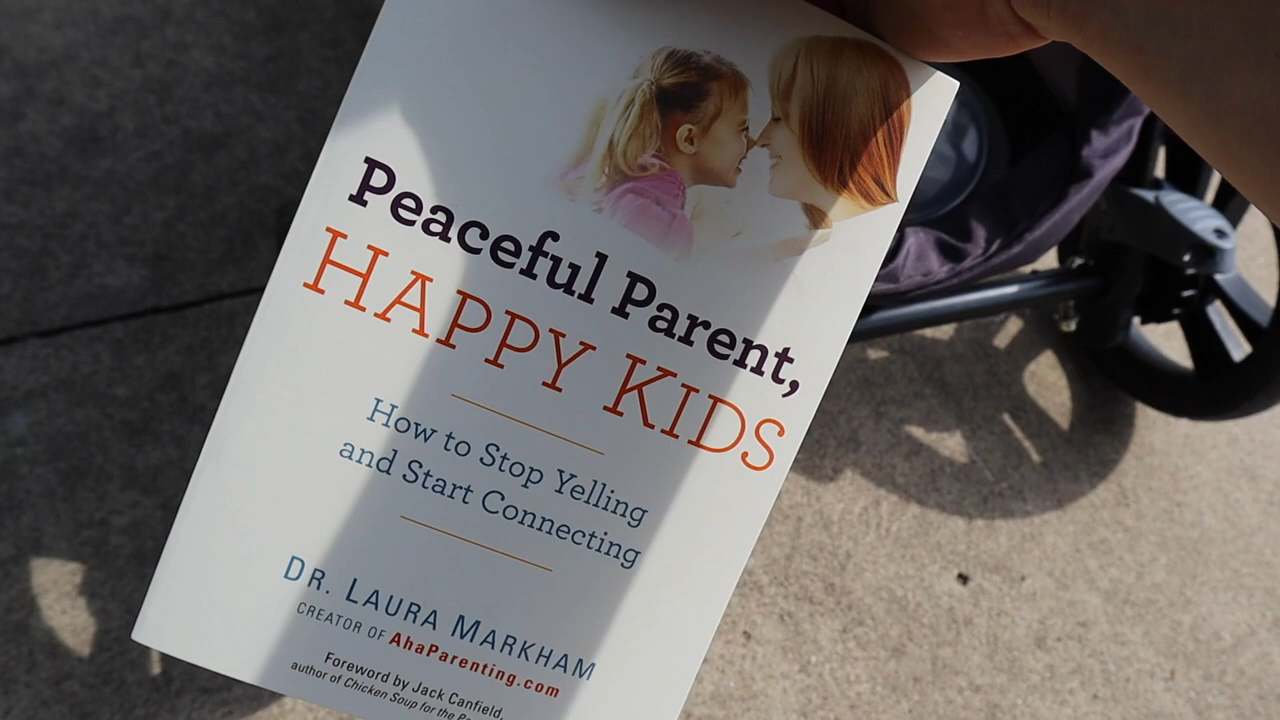 Peaceful Parent,
HAPPY KIDS
How to Stop Yelling
and Start Connecting
DR. LAURA MARKHAM
CREATOR OF AhaParenting.com
Foreword by Jack Canfield,
author of Chicken Soup for the